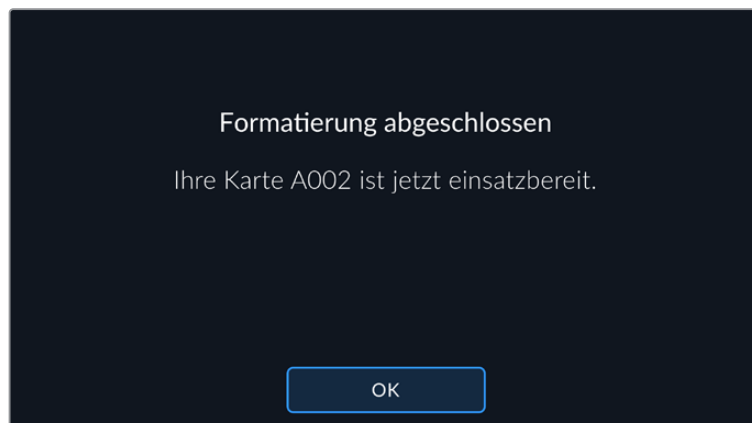 Formatierung abgeschlossen
Ihre Karte A002 ist jetzt einsatzbereit.
OK